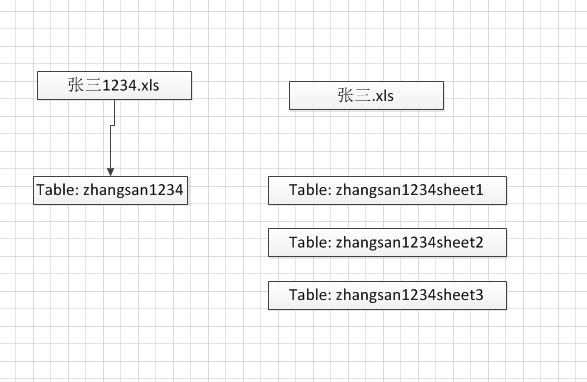 张三1234.xls
张三.xls
Table: zhangsan1234
Table: zhangsan1234sheet1
Table: zhangsan1234sheet2
Table: zhangsan1234sheet3